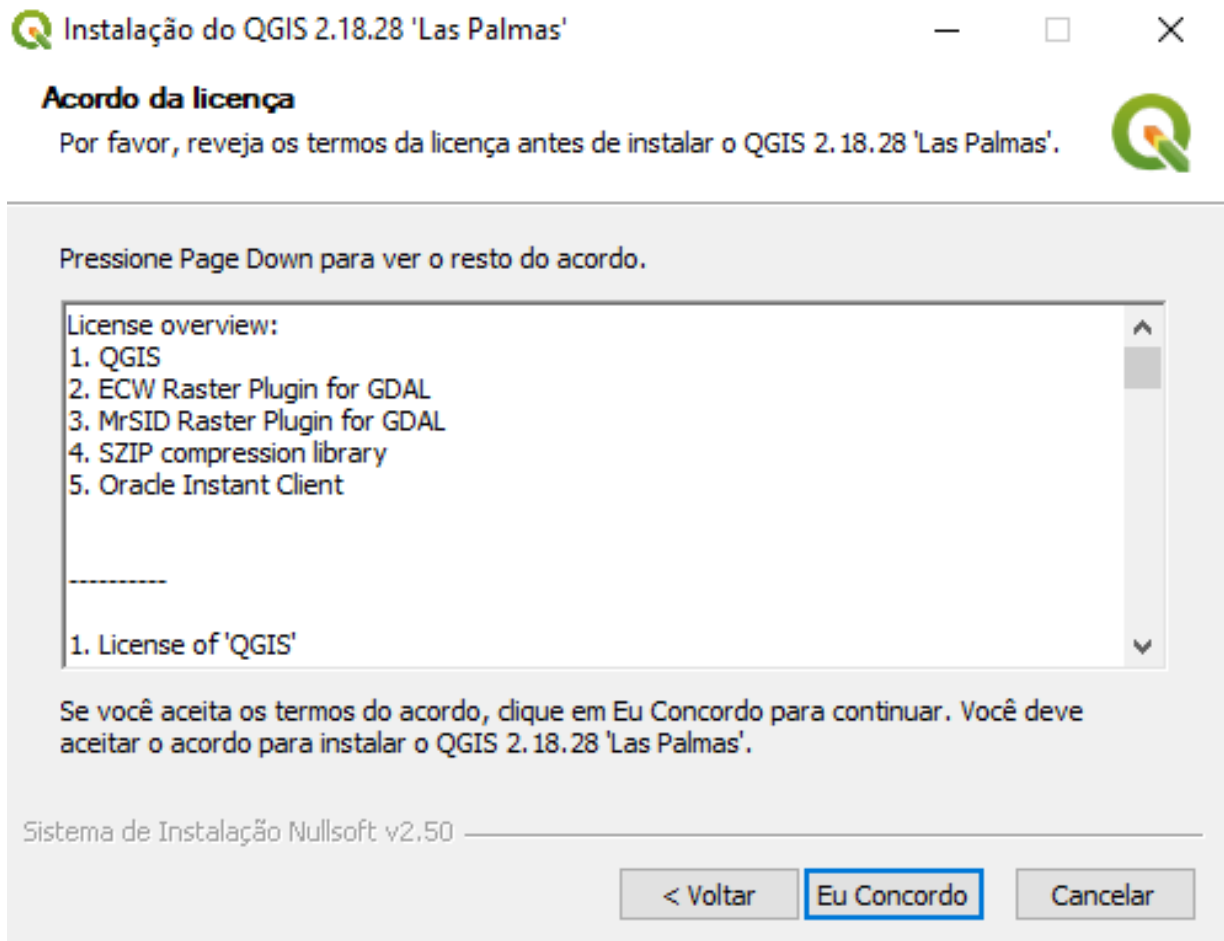 Instalação do QGIS 2.18.28 'Las Palmas'
Acordo da licença
Por favor, reveja os termos da licença antes de instalar o QGIS 2.18.28 'Las Palmas'.
Pressione Page Down para ver o resto do acordo.
License overview:
1. QGIS
2. ECW Raster Plugin for GDAL
3. MrSID Raster Plugin for GDAL
4. SZIP compression library
5. Oracle Instant Client
----------
1. License of 'QGIS'
Se você aceita os termos do acordo, clique em Eu Concordo para continuar. Você deve
aceitar o acordo para instalar o QGIS 2.18.28 'Las Palmas'.
Sistema de Instalação Nullsoft v2.50
< Voltar
Eu Concordo
Cancelar